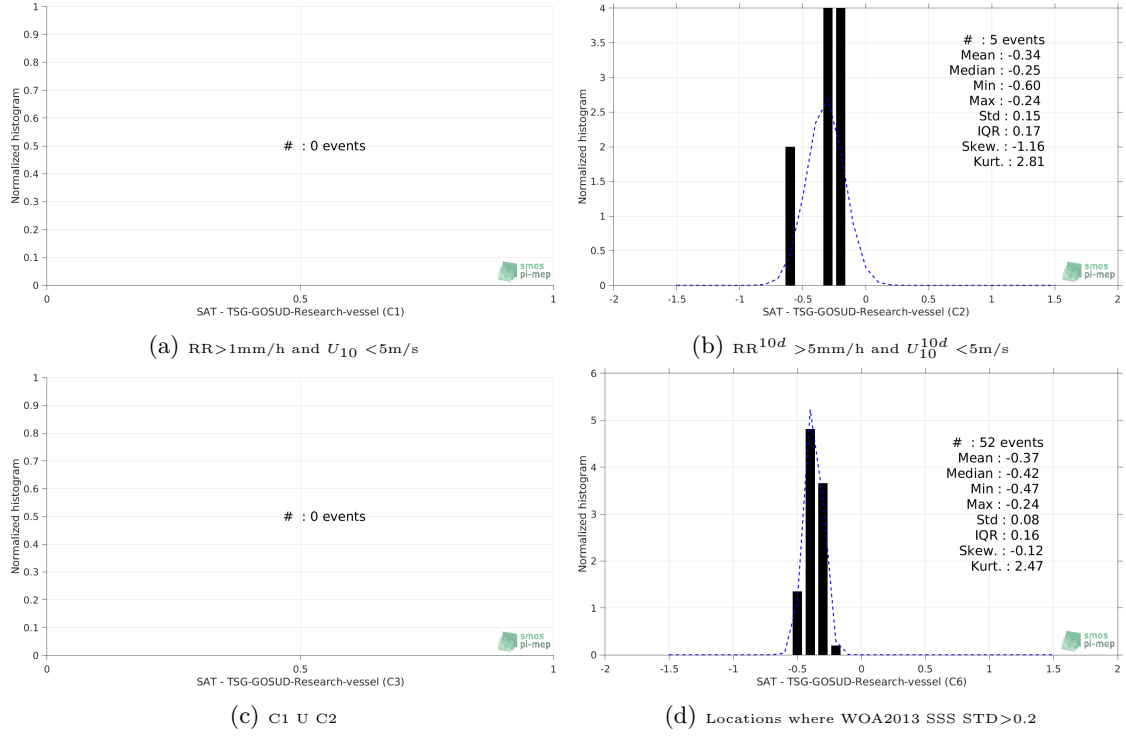 1
0.9
0.8
0.7
0.6
0.5
0.4
0.3
0.2
0.1
0
Normalized histogram
# : 0 events
smos
pi-mep
0 0.5 1
SAT - TSG-GOSUD-Research-vessel (C1)
(a) RR>1mm/h and U10 <5m/s
4
3.5
3
2.5
2
1.5
1
0.5
0
Normalized histogram
# : 5 events
Mean : -0.34
Median : -0.25
Min : -0.60
Max : -0.24
Std : 0.15
IQR : 0.17
Skew. : -1.16
Kurt. : 2.81
smos
pi-mep
-2 -1.5 -1 -0.5 0 0.5 1 1.5 2
SAT - TSG-GOSUD-Research-vessel (C2)
(b) RR10d >5mm/h and U10d10 <5m/s
1
0.9
0.8
0.7
0.6
0.5
0.4
0.3
0.2
0.1
0
Normalized histogram
# : 0 events
smos
pi-mep
0 0.5 1
SAT - TSG-GOSUD-Research-vessel (C3)
(c) C1 U C2
6
5
4
3
2
1
0
Normalized histogram
# : 52 events
Mean : -0.37
Median : -0.42
Min : -0.47
Max : -0.24
Std : 0.08
IQR : 0.16
Skew. : -0.12
Kurt. : 2.47
smos
pi-mep
-2 -1.5 -1 -0.5 0 0.5 1 1.5 2
SAT - TSG-GOSUD-Research-vessel (C6)
(d) Locations where WOA2013 SSS STD>0.2